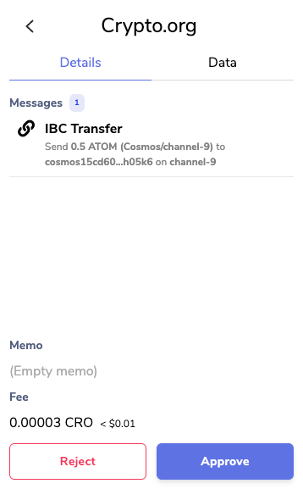 Crypto.org
Details Data
Messages 1
IBC Transfer
Send 0.5 ATOM (Cosmos/channel-9) to
cosmos15cd60...h05k6 on channel-9
Memo
(Empty memo)
Fee
0.00003 CRO < $0.01
Reject Approve